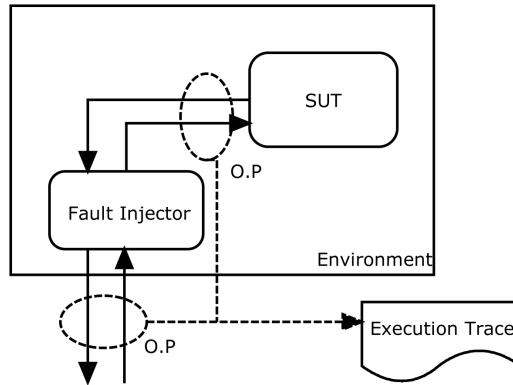 SUT
O.P
Fault Injector
Environment
Execution Trace
O.P